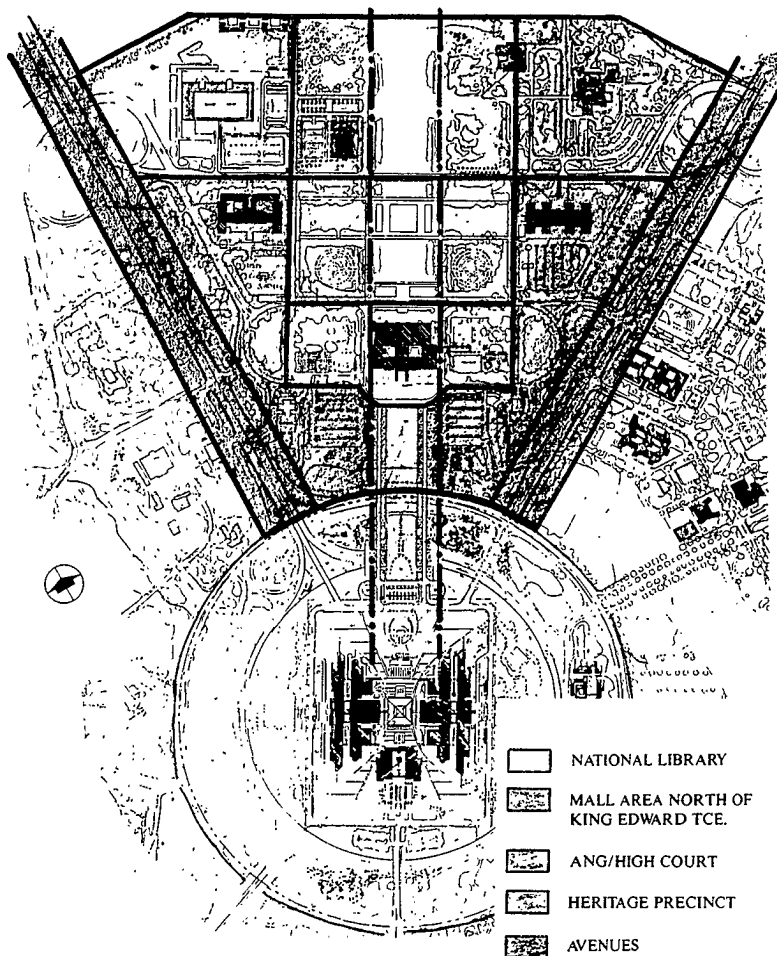 NATIONAL LIBRARY
MALL AREA NORTH OF
KING EDWARD TCE.
ANG/HIGH COURT
HERITAGE PRECINCT
AVENUES